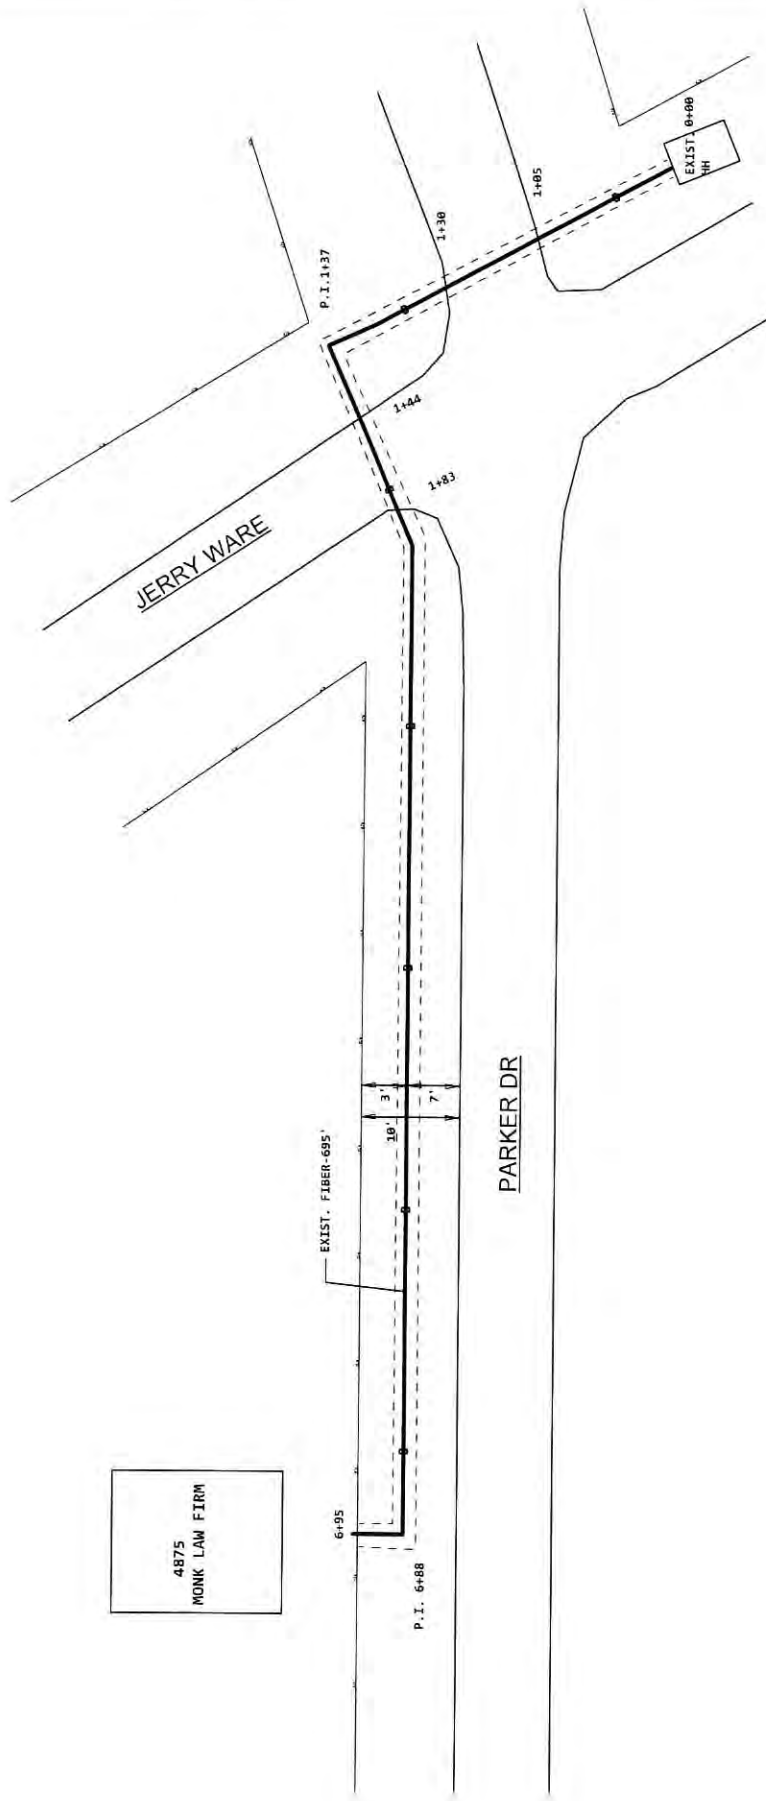 EXIST. 0+00
HH
1+05
1+30
P.I.1+37
1+44
1+83
JERRY WARE
3'
7'
10'
PARKER DR
EXIST. FIBER-695'
4875
MONK LAW FIRM
6+95
P.I. 6+88